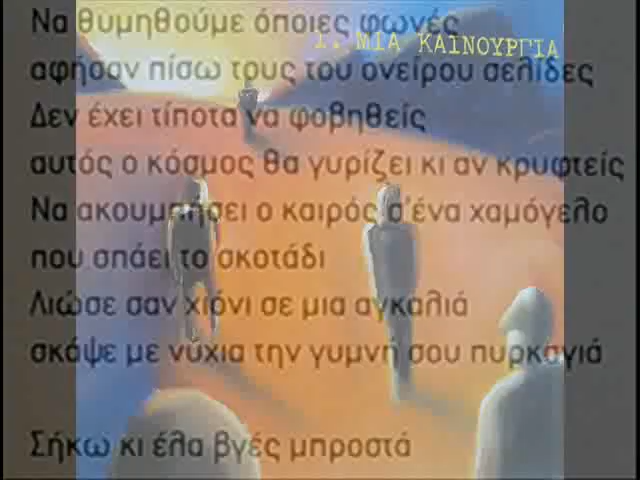 Να θυμηθούμε όποιες φωνές
1. ΜΙΑ ΚΑΙΝΟΥΡΓΙΑ
αφήσαν πίσω τους του ονείρου σελίδες
Δεν έχει τίποτα να φοβηθείς
αυτός ο κόσμος θα γυρίζει κι αν κρυφτείς
Να ακουμπήσει ο καιρός σ'ένα χαμόγελο
που σπάει το σκοτάδι
Λιώσε σαν χιόνι σε μια αγκαλιά
σκάψε με νύχια την γυμνή σου πυρκαγιά
Σήκω κι έλα βγές μπροστά